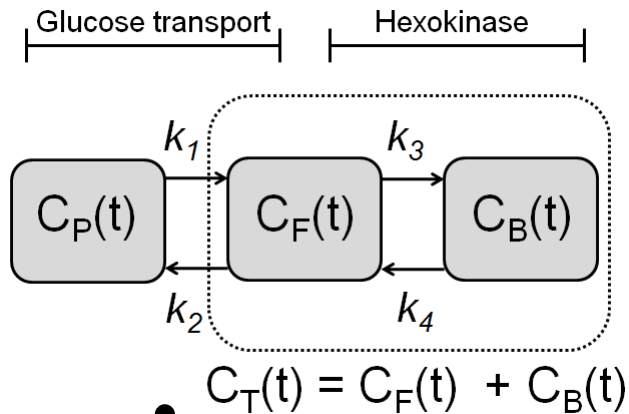 Glucose transport Hexokinase
k1 k3
CP(t) CF(t) CB(t)
k2 k4
• CT(t) = CF(t) + CB(t)